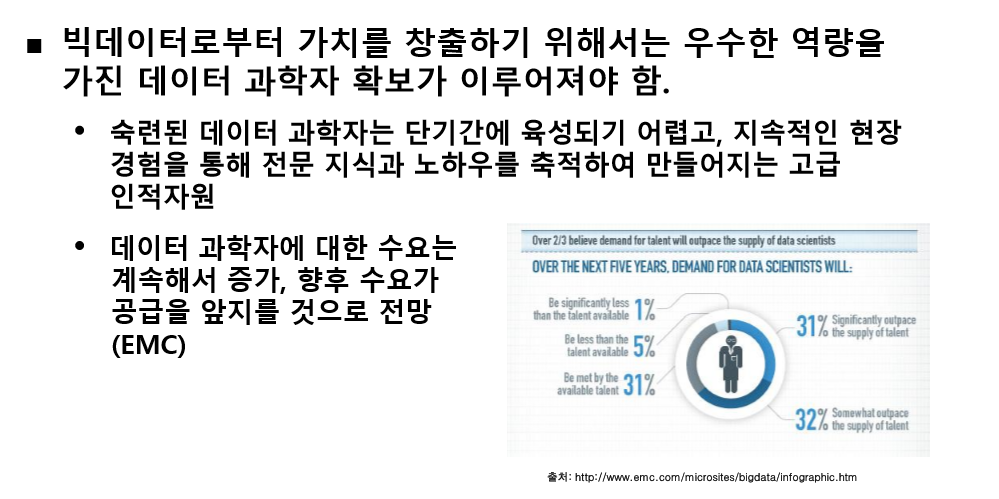 ■ 빅데이터로부터 가치를 창출하기 위해서는 우수한 역량을
가진 데이터 과학자 확보가 이루어져야 함.
• 숙련된 데이터 과학자는 단기간에 육성되기 어렵고, 지속적인 현장
경험을 통해 전문 지식과 노하우를 축적하여 만들어지는 고급
인적자원
• 데이터 과학자에 대한 수요는
계속해서 증가, 향후 수요가
공급을 앞지를 것으로 전망
(EMC)
Over 2/3 believe demand for talent will outpace the supply of data scientists
OVER THE NEXT FIVE YEARS, DEMAND FOR DATA SCIENTISTS WILL:
Be significantly less
than the talent available 1%
Be less than the
talent available 5%
Be met by the
available talent 31%
31% Significantly outpace
the supply of talent
32% Somewhat outpace
the supply of talent
출처: http://www.emc.com/microsites/bigdata/infographic.htm